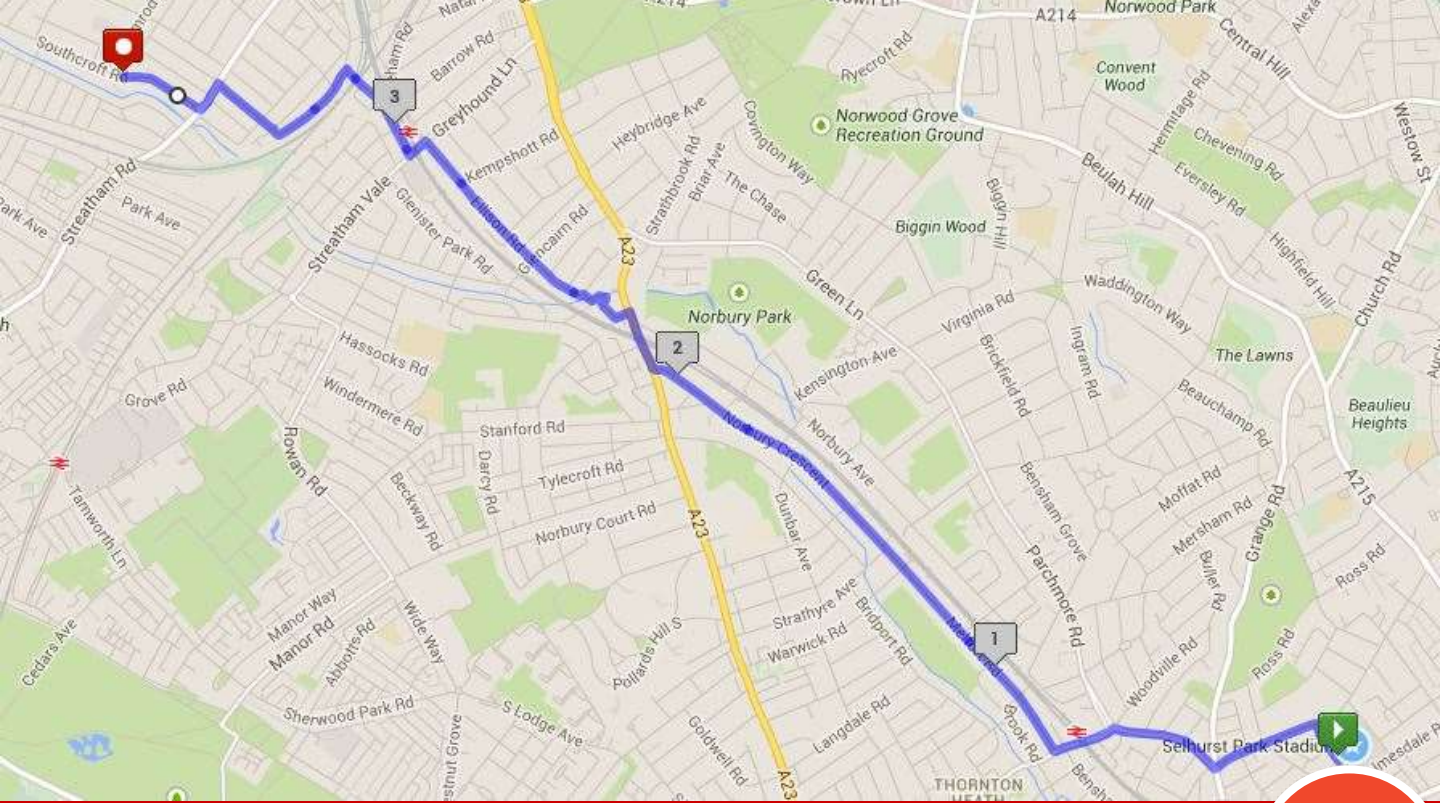 A214
A214
Norwood Park
Central Hill
Southcroft Rd
Barrow Rd
Greyhound Ln
Ryecroft Rd
Convent
Wood
Hermitage Rd
Westow St
3
Heybridge Ave
Covington Way
Norwood Grove
Recreation Ground
Chevening Rd
Eversley Rd
Beulah Hill
Kempshott Rd
Strathbrook Rd
Briar Ave
The Chase
Streatham Rd
Park Ave
Park Ave
Streatham Vale
Glenister Park Rd
Ellison Rd
Glencairn Rd
A23
Biggin Wood
Biggin Hill
Highfield Hill
Church Rd
Green Ln
Waddington Way
Norbury Park
Virginia Rd
Hassocks Rd
2
Kensington Ave
Brickfield Rd
Ingram Rd
The Lawns
Grove Rd
Windermere Rd
Beauchamp Rd
Beaulieu
Heights
Stanford Rd
Norbury Crescent
Norbury Ave
Rowan Rd
Darcy Rd
Tylecroft Rd
Beckway Rd
Tamworth Ln
Norbury Court Rd
A23
Dunbar Ave
Bensham Grove
Moffat Rd
Mersham Rd
Grange Rd
A215
Parchmore Rd
Buller Rd
Ross Rd
Manor Way
Manor Rd
Abbotts Rd
Wide Way
Strathyre Ave
Warwick Rd
Bridport Rd
1
Cedars Ave
Pollards Hill S
Woodville Rd
Ross Rd
Sherwood Park Rd
S Lodge Ave
Goldwell Rd
Langdale Rd
Brook Rd
Selhurst Park Stadium
A23
THORNTON
HEATH